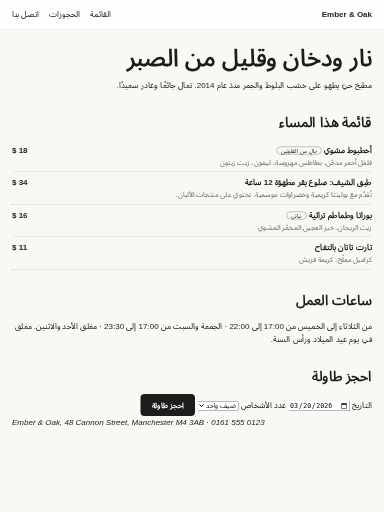 Ember & Oak
القائمة الحجوزات اتصل بنا
نار ودخان وقليل من الصبر
مطبخ حيّ يطهو على خشب البلوط والجمر منذ عام 2014. تعال جائعًا وغادر سعيدًا.
قائمة هذا المساء
أخطبوط مشوي خالٍ من الغلوتين $ 18
فلفل أحمر مدخّن، بطاطس مهروسة، ليمون، زيت زيتون
طبق الشيف: ضلوع بقر مطهوّة 12 ساعة $ 34
تُقدَّم مع بولينتا كريمية وخضراوات موسمية. تحتوي على منتجات الألبان.
بوراتا وطماطم تراثية نباتي $ 16
زيت الريحان، خبز العجين المخمّر المشوي
تارت تاتان بالتفاح $ 11
كراميل مملّح، كريمة فريش
ساعات العمل
من الثلاثاء إلى الخميس من 17:00 إلى 22:00 · الجمعة والسبت من 17:00 إلى 23:30 · مغلق الأحد والاثنين. مغلق
في يوم عيد الميلاد ورأس السنة.
احجز طاولة
التاريخ 03/20/2026 عدد الأشخاص ضيف واحد احجز طاولة
Ember & Oak, 48 Cannon Street, Manchester M4 3AB · 0161 555 0123